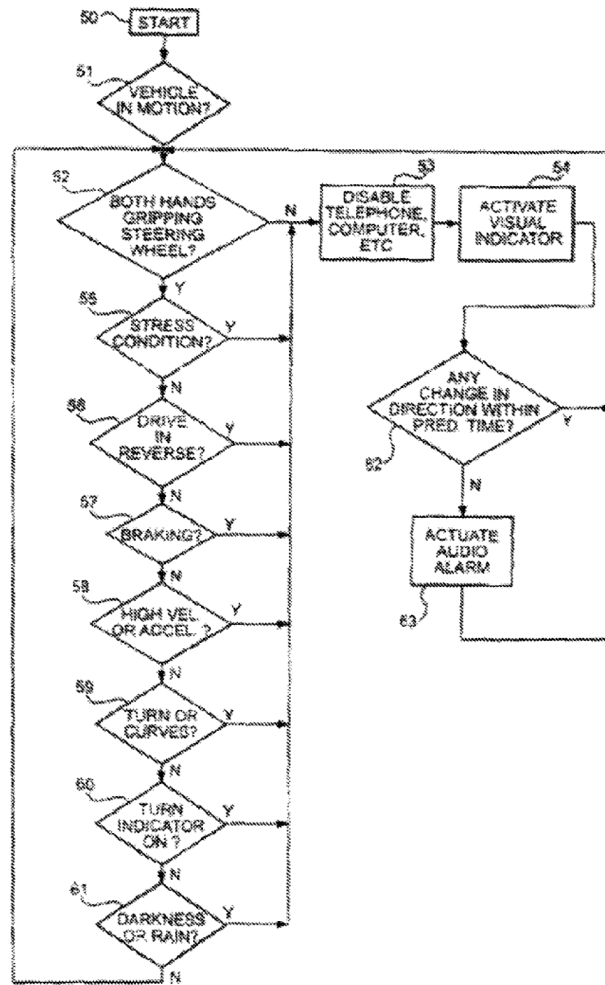 50
START
51
VEHICLE
IN MOTION?
52
BOTH HANDS
GRIPPING
STEERING
WHEEL?
N
Y
53
DISABLE
TELEPHONE,
COMPUTER,
ETC
54
ACTIVATE
VISUAL
INDICATOR
55
STRESS
CONDITION?
Y
N
56
DRIVE
IN
REVERSE?
Y
N
57
BRAKING?
Y
N
58
HIGH VEL.
OR ACCEL. ?
Y
N
59
TURN OR
CURVES?
Y
N
60
TURN
INDICATOR
ON ?
Y
N
61
DARKNESS
OR RAIN?
Y
N
ANY
CHANGE IN
DIRECTION WITHIN
PRED. TIME?
Y
62
N
ACTUATE
AUDIO
ALARM
63